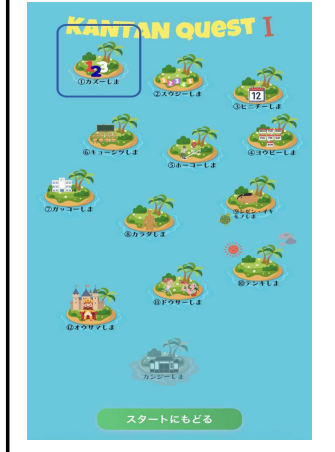 KANTAN QUEST I
123
①カズーしま
②スウジーしま
③ヒニチーしま
12
⑥キョーシツしま
⑤ホーコーしま
④ヨウビーしま
⑦ガッコーしま
⑧カラダしま
⑩テンキしま
⑪ドウサーしま
⑫オウサマしま
カンジーしま
スタートにもどる